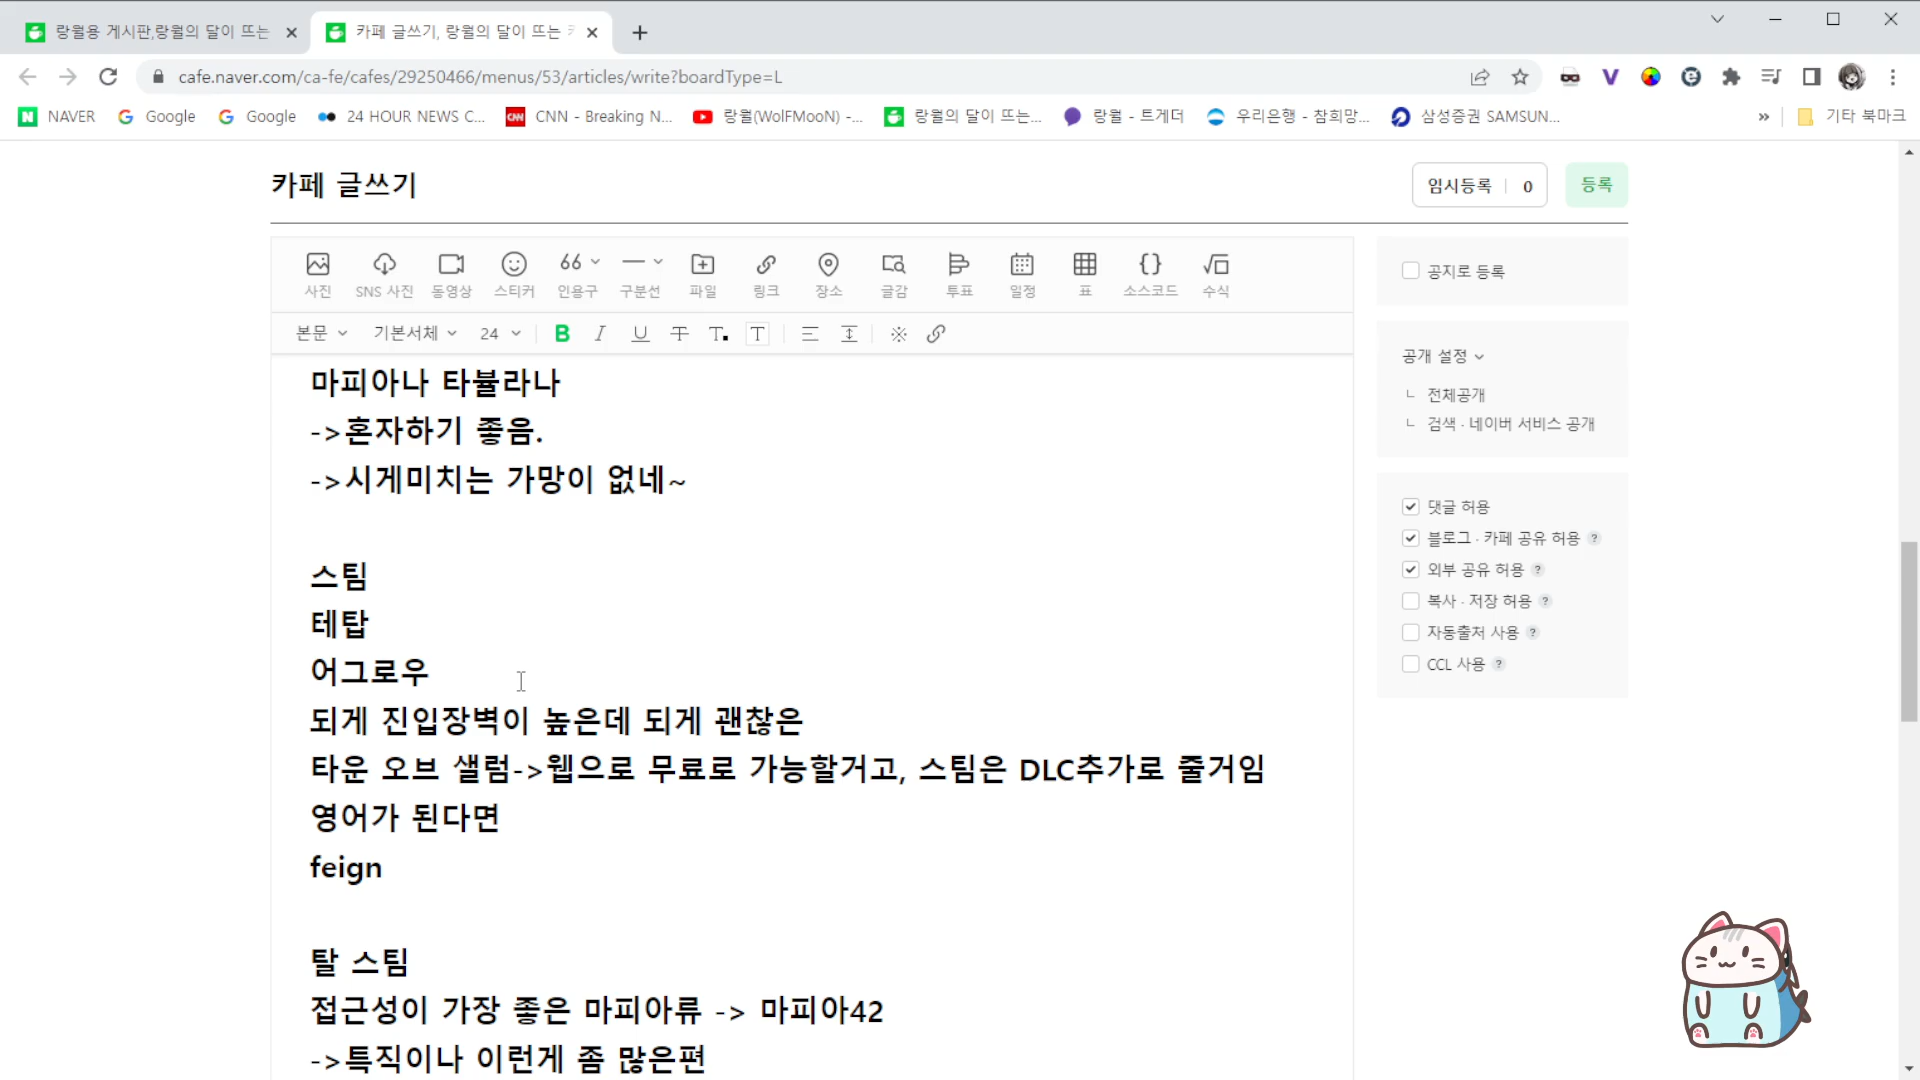 랑월용 게시판,랑월의 달이 뜨는
카페 글쓰기, 랑월의 달이 뜨는
cafe.naver.com/ca-fe/cafes/29250466/menus/53/articles/write?boardType=L
NAVER
Google
Google
24 HOUR NEWS C...
CNN - Breaking N...
랑월(WolFMooN) -...
랑월의 달이 뜨는...
랑월 - 트게더
우리은행 - 참희망...
삼성증권 SAMSUN...
»
기타 북마크
카페 글쓰기
임시등록 0
등록
사진
SNS 사진
동영상
스티커
인용구
구분선
파일
링크
장소
글감
투표
일정
표
소스코드
수식
본문
기본서체
24
마피아나 타뷸라나
->혼자하기 좋음.
->시게미치는 가망이 없네~
스팀
테탑
어그로우
되게 진입장벽이 높은데 되게 괜찮은
타운 오브 샐럼->웹으로 무료로 가능할거고, 스팀은 DLC추가로 줄거임
영어가 된다면
feign
탈 스팀
접근성이 가장 좋은 마피아류 -> 마피아42
->특직이나 이런게 좀 많은편
공지로 등록
공개 설정
ㄴ 전체공개
ㄴ 검색 · 네이버 서비스 공개
댓글 허용
블로그 · 카페 공유 허용 ?
외부 공유 허용 ?
복사 · 저장 허용 ?
자동출처 사용 ?
CCL 사용 ?